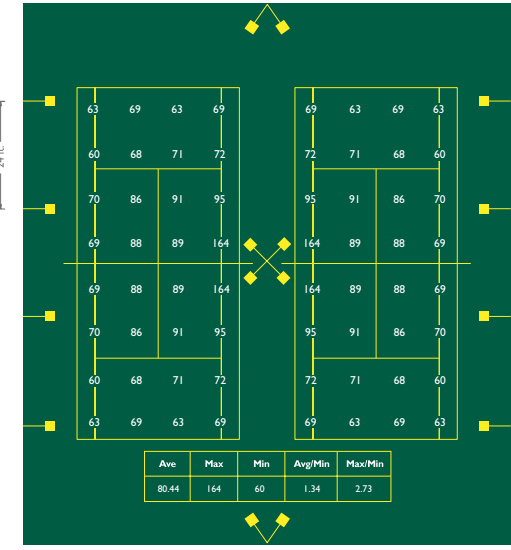 24 ft.
63 69 63 69 69 63 69 63
60 68 71 72 72 71 68 60
70 86 91 95 95 91 86 70
69 88 89 164 164 89 88 69
69 88 89 164 164 89 88 69
70 86 91 95 95 91 86 70
60 68 71 72 72 71 68 60
63 69 63 69 69 63 69 63
Ave Max Min Avg/Min Max/Min
80.44 164 60 1.34 2.73